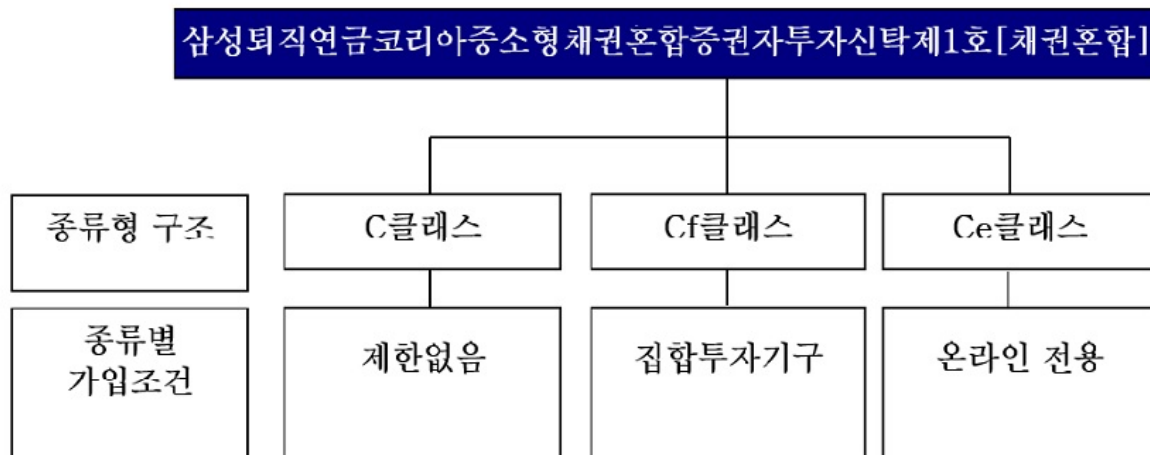 삼성퇴직연금코리아중소형채권혼합증권자투자신탁제1호[채권혼합]
종류형 구조
C클래스
Cf클래스
Ce클래스
종류별
가입조건
제한없음
집합투자기구
온라인 전용